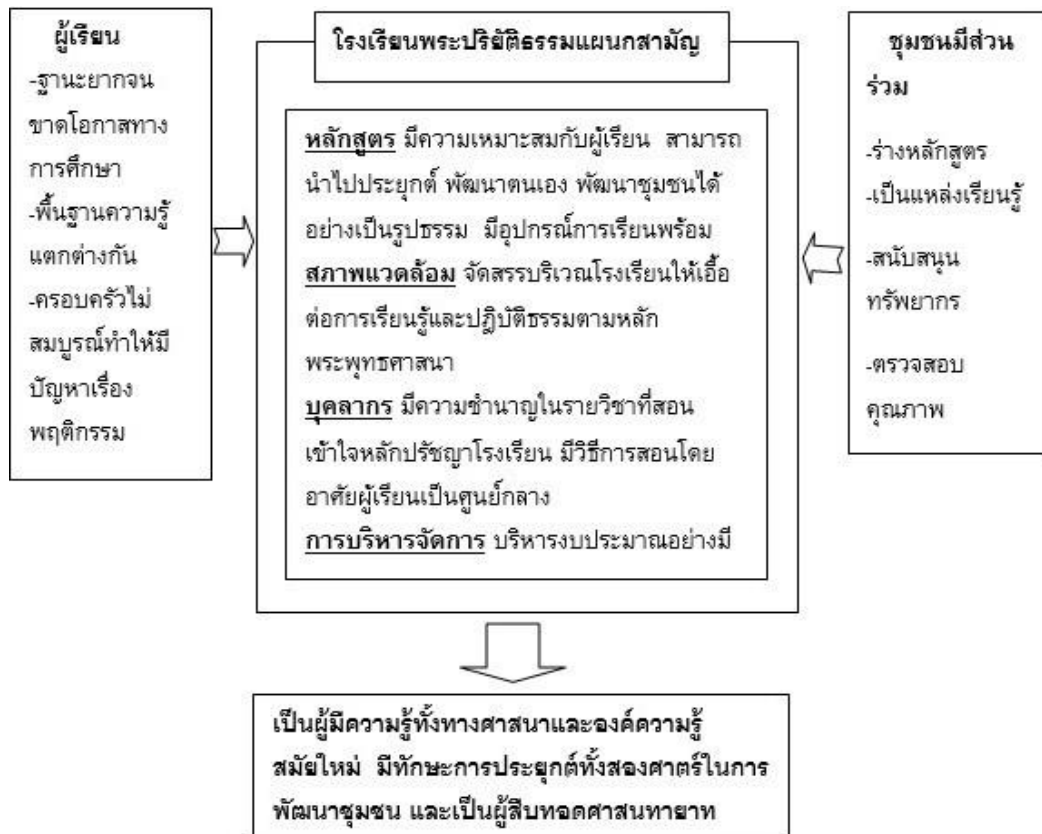 ผู้เรียน
-ฐานะยากจน
ขาดโอกาสทาง
การศึกษา
-พื้นฐานความรู้
แตกต่างกัน
-ครอบครัวไม่
สมบูรณ์ทำให้มี
ปัญหาเรื่อง
พฤติกรรม
โรงเรียนพระปริยัติธรรมแผนกสามัญ
หลักสูตร มีความเหมาะสมกับผู้เรียน สามารถ
นำไปประยุกต์ พัฒนาตนเอง พัฒนาชุมชนได้
อย่างเป็นรูปธรรม มีอุปกรณ์การเรียนพร้อม
สภาพแวดล้อม จัดสรรบริเวณโรงเรียนให้เอื้อ
ต่อการเรียนรู้และปฎิบัติธรรมตามหลัก
พระพุทธศาสนา
บุคลากร มีความชำนาญในรายวิชาที่สอน
เข้าใจหลักปรัชญาโรงเรียน มีวิธีการสอนโดย
อาศัยผู้เรียนเป็นศูนย์กลาง
การบริหารจัดการ บริหารงบประมาณอย่างมี
ชุมชนมีส่วน
ร่วม
-ร่างหลักสูตร
-เป็นแหล่งเรียนรู้
-สนับสนุน
ทรัพยากร
-ตรวจสอบ
คุณภาพ
เป็นผู้มีความรู้ทั้งทางศาสนาและองค์ความรู้
สมัยใหม่ มีทักษะการประยุกต์ทั้งสองศาตร์ในการ
พัฒนาชุมชน และเป็นผู้สืบทอดศาสนทายาท